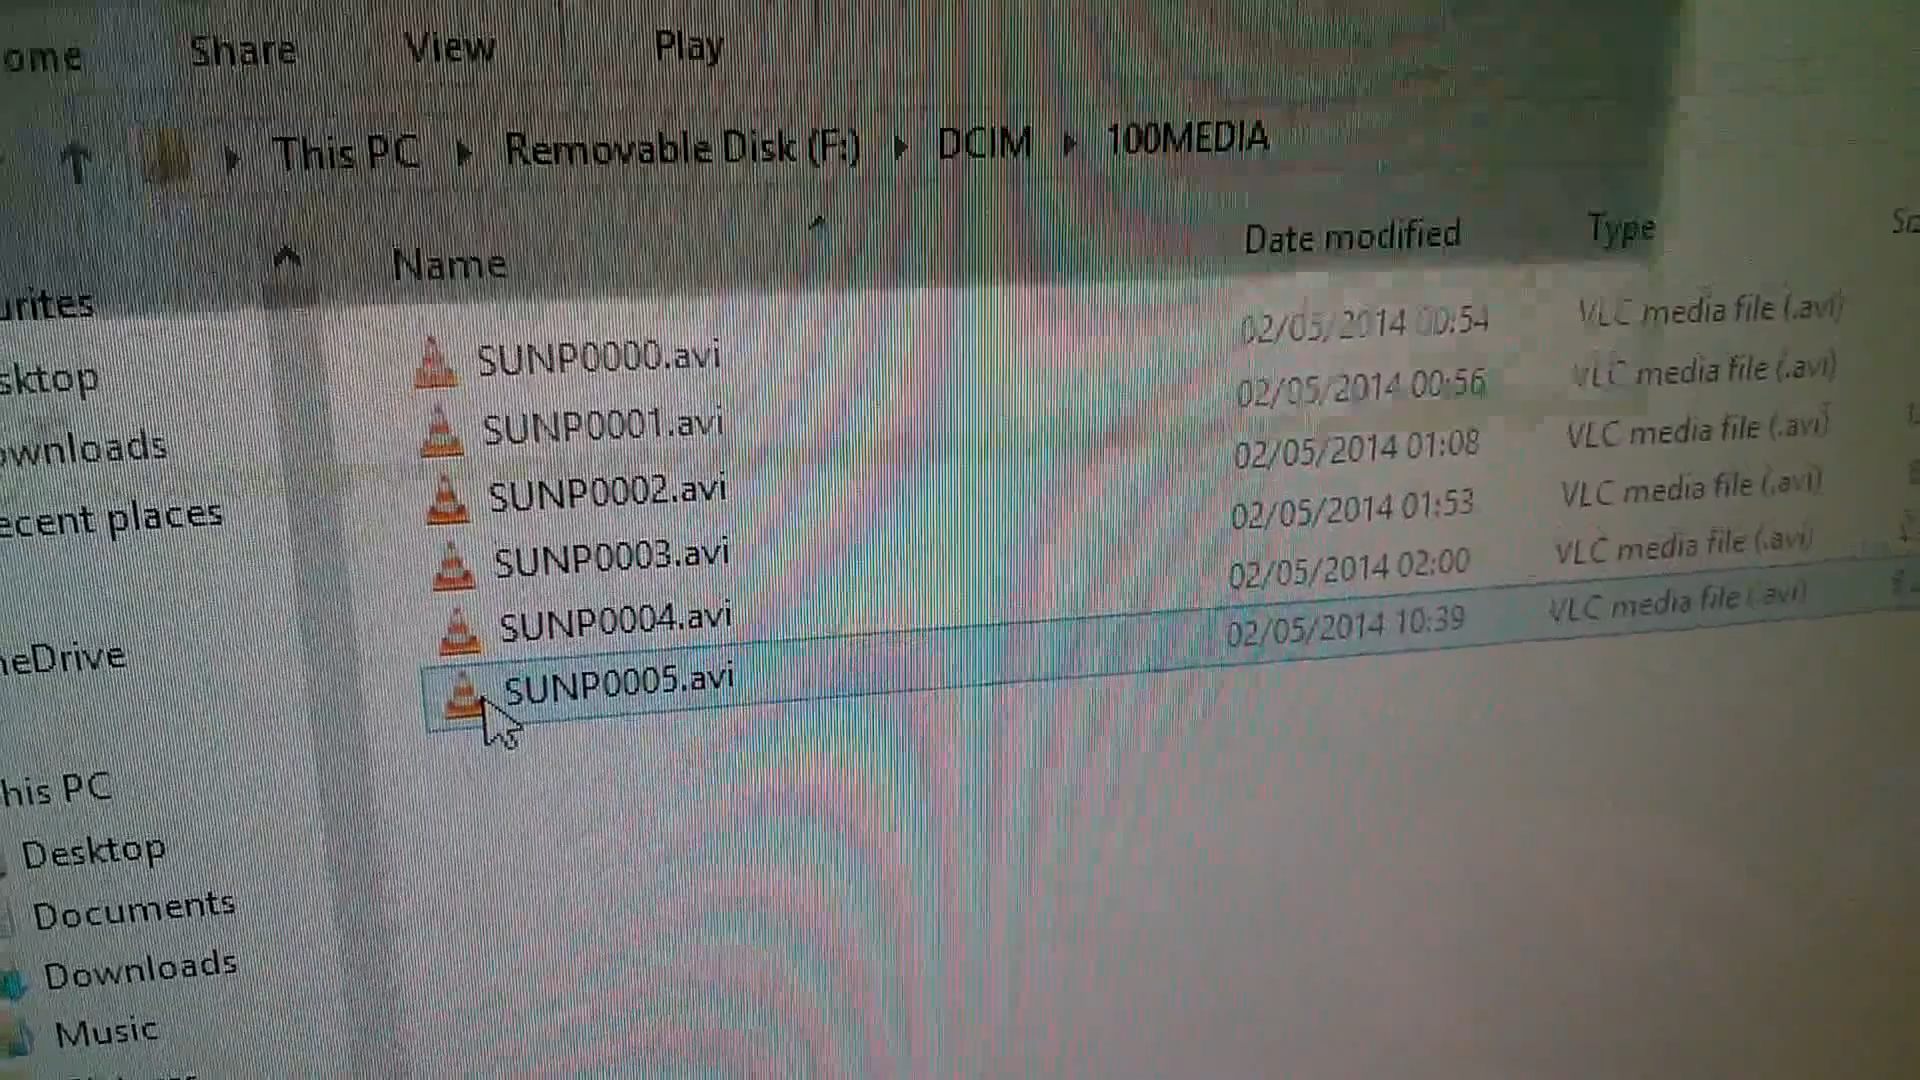 ome Share View Play
This PC Removable Disk (F:) DCIM 100MEDIA
Name Date modified Type
urites
SUNP0000.avi 02/05/2014 00:54 VLC media file (.avi)
sktop
SUNP0001.avi 02/05/2014 00:56 VLC media file (.avi)
ownloads
SUNP0002.avi 02/05/2014 01:08 VLC media file (.avi)
ecent places
SUNP0003.avi 02/05/2014 01:53 VLC media file (.avi)
SUNP0004.avi 02/05/2014 02:00 VLC media file (.avi)
neDrive
SUNP0005.avi 02/05/2014 10:39 VLC media file (.avi)
his PC
Desktop
Documents
Downloads
Music